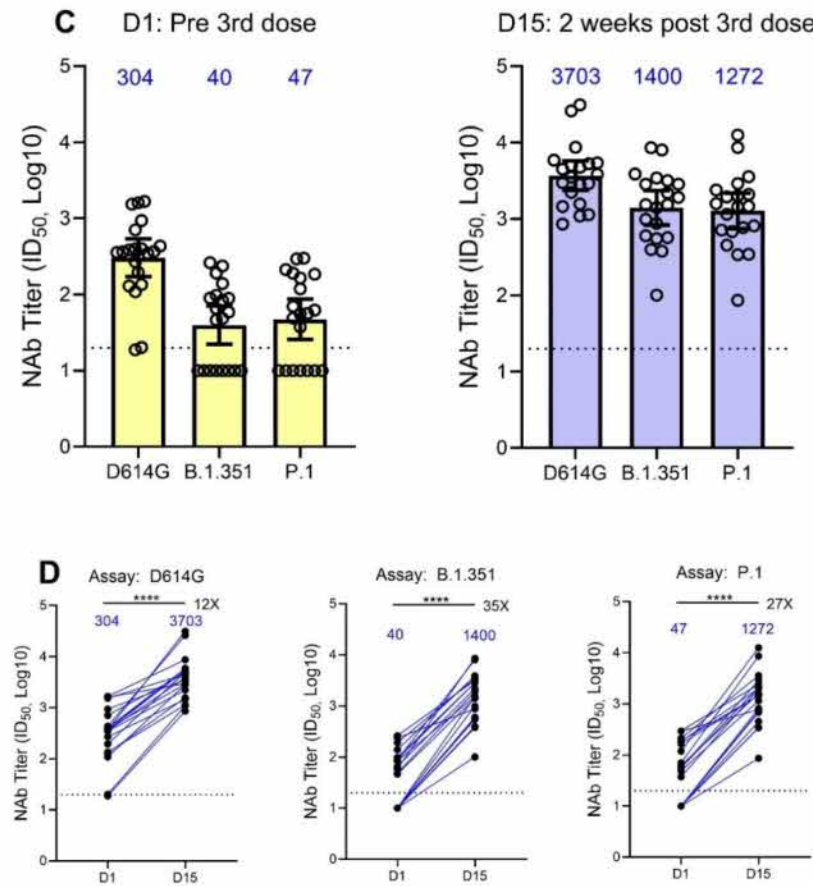 C
D1: Pre 3rd dose
D15: 2 weeks post 3rd dose
NAb Titer (ID50, Log10)
5
4
3
2
1
0
304 40 47
D614G B.1.351 P.1
NAb Titer (ID50, Log10)
5
4
3
2
1
0
3703 1400 1272
D614G B.1.351 P.1
D
Assay: D614G
**** 12X
304 3703
NAb Titer (ID50, Log10)
5
4
3
2
1
0
D1 D15
Assay: B.1.351
**** 35X
40 1400
NAb Titer (ID50, Log10)
5
4
3
2
1
0
D1 D15
Assay: P.1
**** 27X
47 1272
NAb Titer (ID50, Log10)
5
4
3
2
1
0
D1 D15